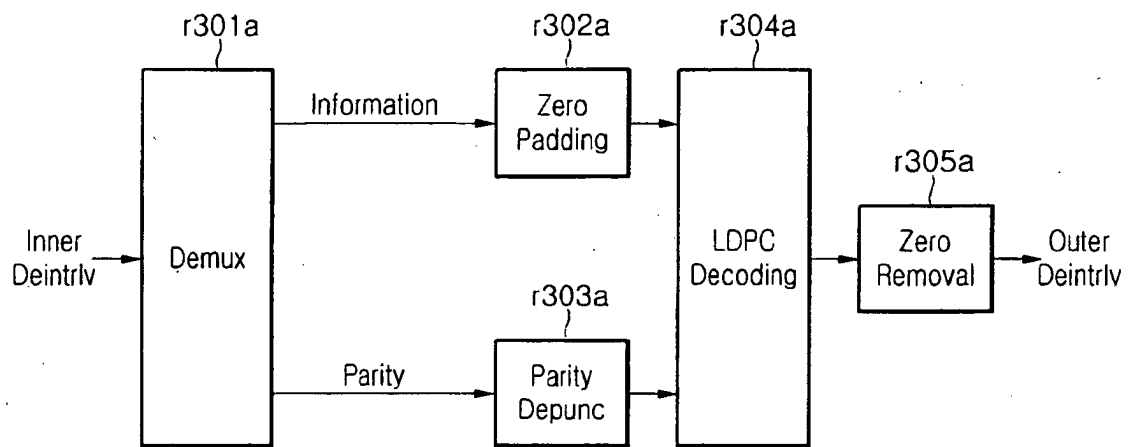 r301a
r302a
r304a
Information
Zero
Padding
r305a
Inner
Deintrlv
Demux
LDPC
Decoding
Zero
Removal
Outer
Deintrlv
r303a
Parity
Parity
Depunc